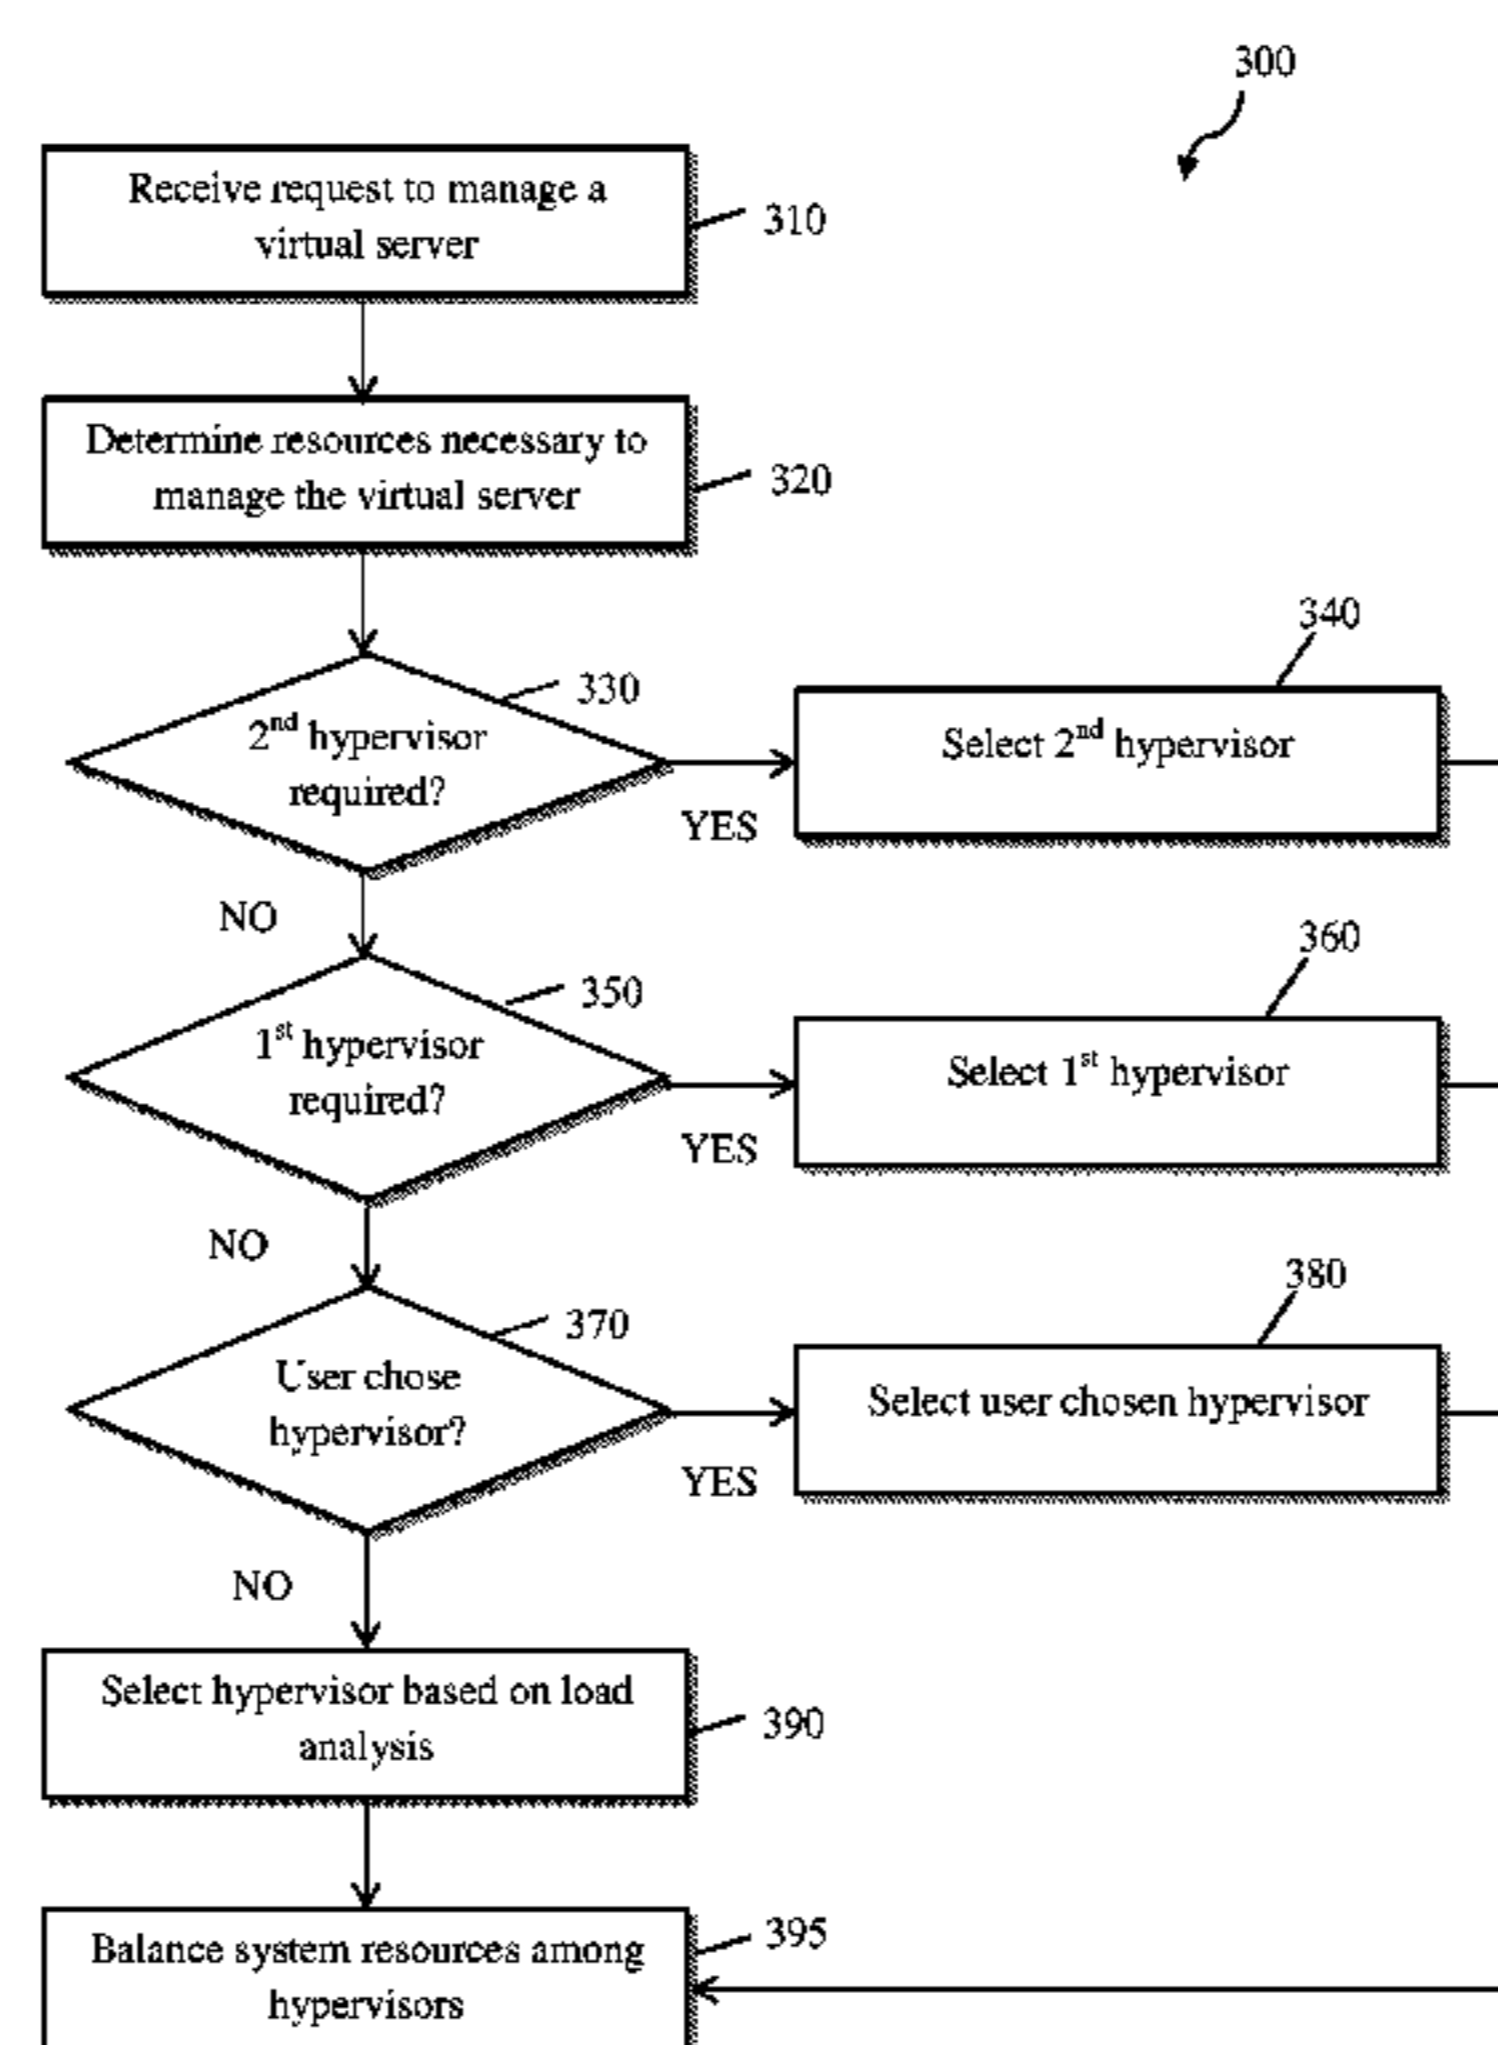 300
Receive request to manage a
virtual server
310
Determine resources necessary to
manage the virtual server
320
330
2nd hypervisor
required?
YES
NO
340
Select 2nd hypervisor
350
1st hypervisor
required?
YES
NO
360
Select 1st hypervisor
370
User chose
hypervisor?
YES
NO
380
Select user chosen hypervisor
Select hypervisor based on load
analysis
390
Balance system resources among
hypervisors
395